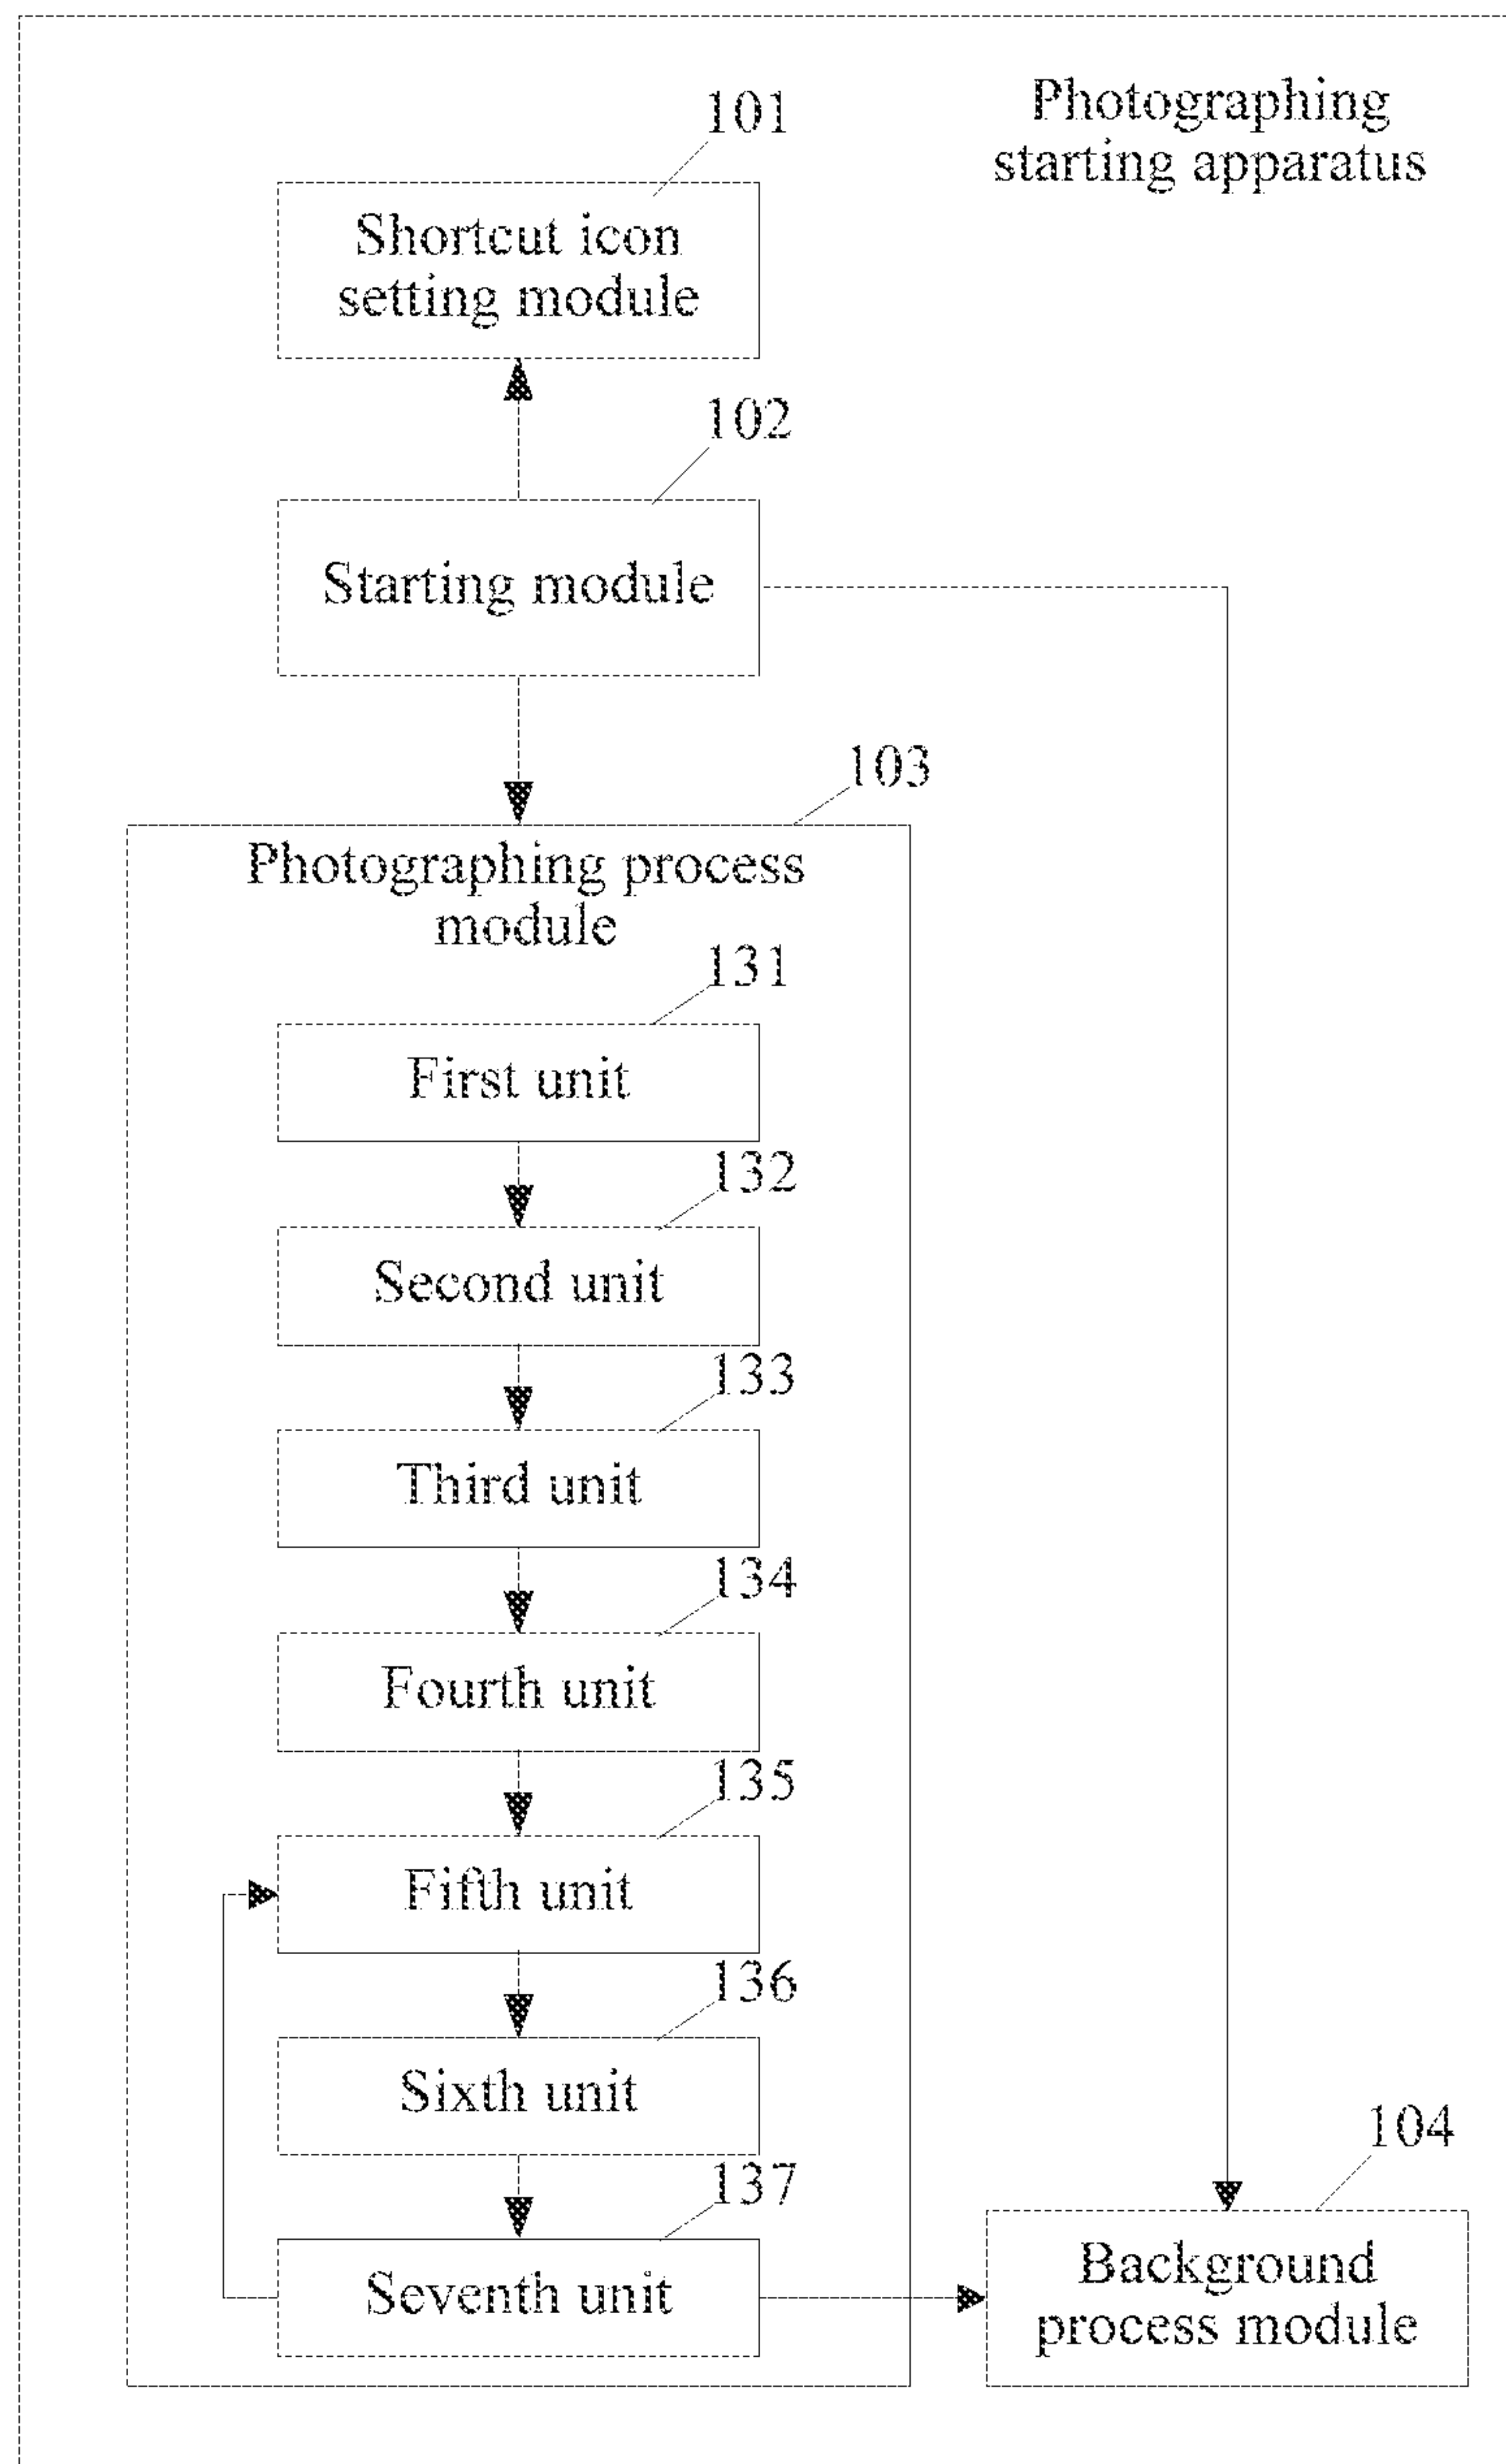 Photographing
starting apparatus
101
Shortcut icon
setting module
102
Starting module
103
Photographing process
module
131
First unit
132
Second unit
133
Third unit
134
Fourth unit
135
Fifth unit
136
Sixth unit
137
Seventh unit
104
Background
process module